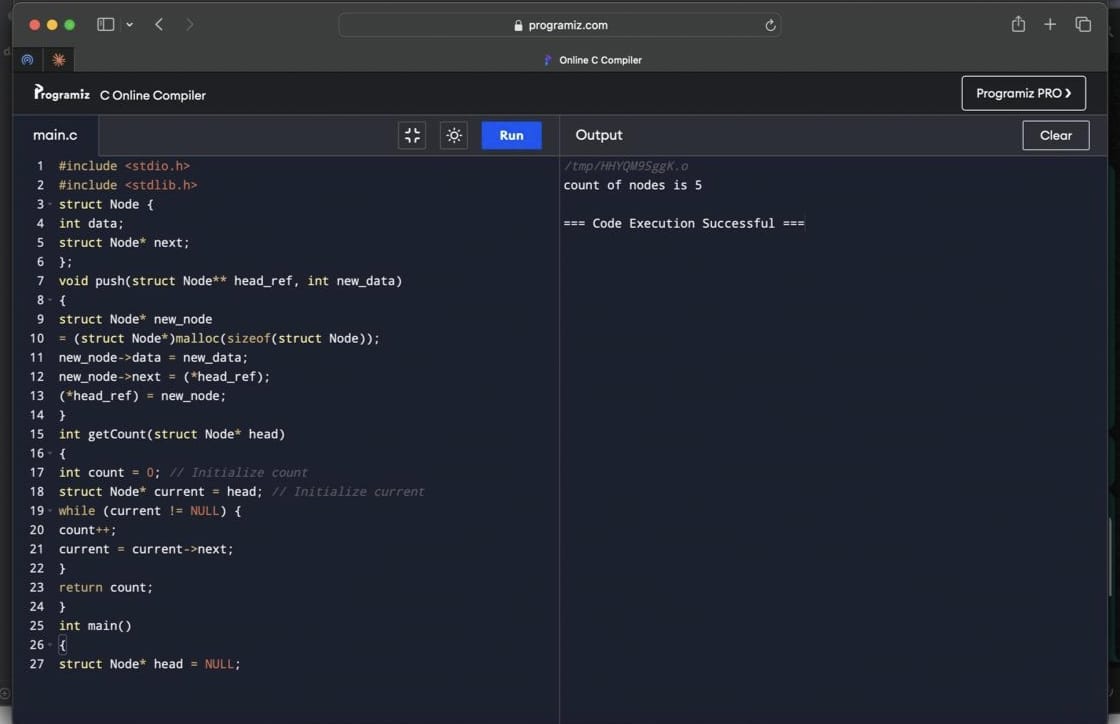 programiz.com
Online C Compiler
Programiz C Online Compiler
Programiz PRO ❯
main.c
Run
Output
Clear
1 #include <stdio.h>
2 #include <stdlib.h>
3 struct Node {
4 int data;
5 struct Node* next;
6 };
7 void push(struct Node** head_ref, int new_data)
8 {
9 struct Node* new_node
10 = (struct Node*)malloc(sizeof(struct Node));
11 new_node->data = new_data;
12 new_node->next = (*head_ref);
13 (*head_ref) = new_node;
14 }
15 int getCount(struct Node* head)
16 {
17 int count = 0; // Initialize count
18 struct Node* current = head; // Initialize current
19 while (current != NULL) {
20 count++;
21 current = current->next;
22 }
23 return count;
24 }
25 int main()
26 {
27 struct Node* head = NULL;
/tmp/HHYQM9SggK.o
count of nodes is 5
=== Code Execution Successful ===